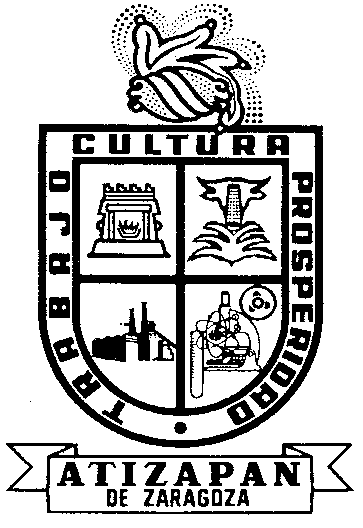 CULTURA
TRABAJO
PROSPERIDAD
ATIZAPAN
DE ZARAGOZA